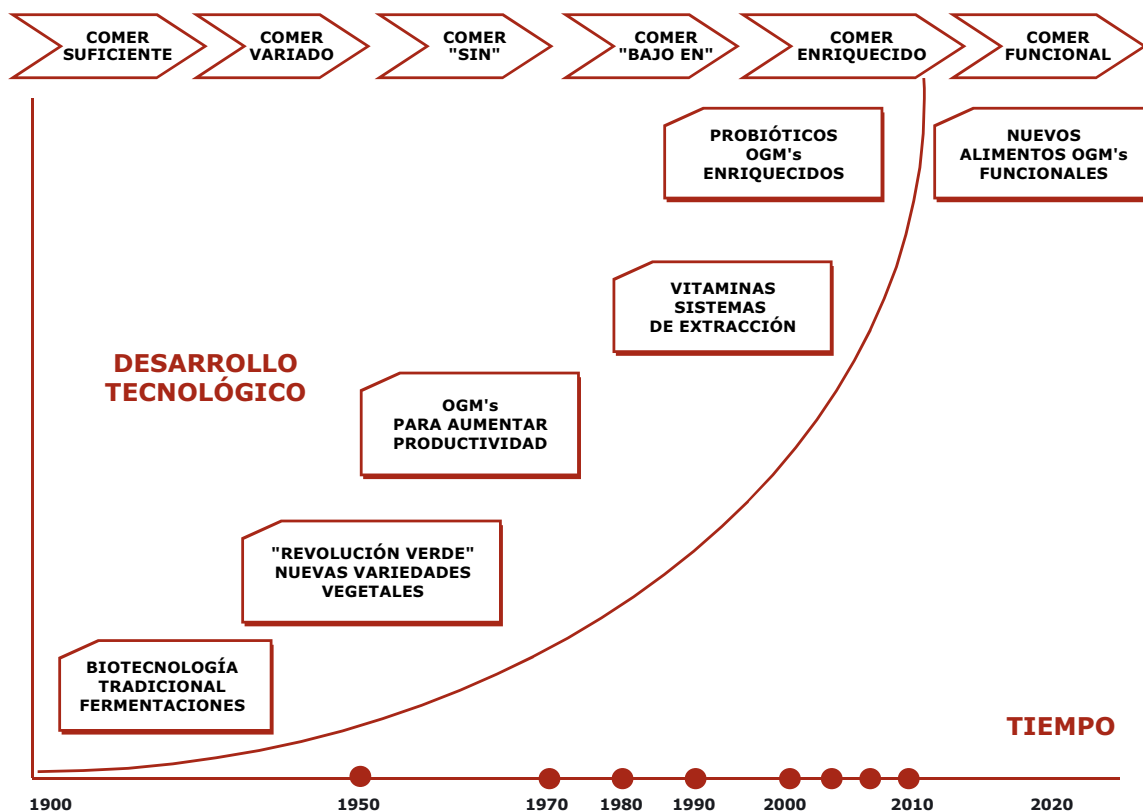 COMER
SUFICIENTE
COMER
VARIADO
COMER
"SIN"
COMER
"BAJO EN"
COMER
ENRIQUECIDO
COMER
FUNCIONAL
PROBIÓTICOS
OGM's
ENRIQUECIDOS
NUEVOS
ALIMENTOS OGM's
FUNCIONALES
VITAMINAS
SISTEMAS
DE EXTRACCIÓN
DESARROLLO
TECNOLÓGICO
OGM's
PARA AUMENTAR
PRODUCTIVIDAD
"REVOLUCIÓN VERDE"
NUEVAS VARIEDADES
VEGETALES
BIOTECNOLOGÍA
TRADICIONAL
FERMENTACIONES
TIEMPO
1900 1950 1970 1980 1990 2000 2010 2020